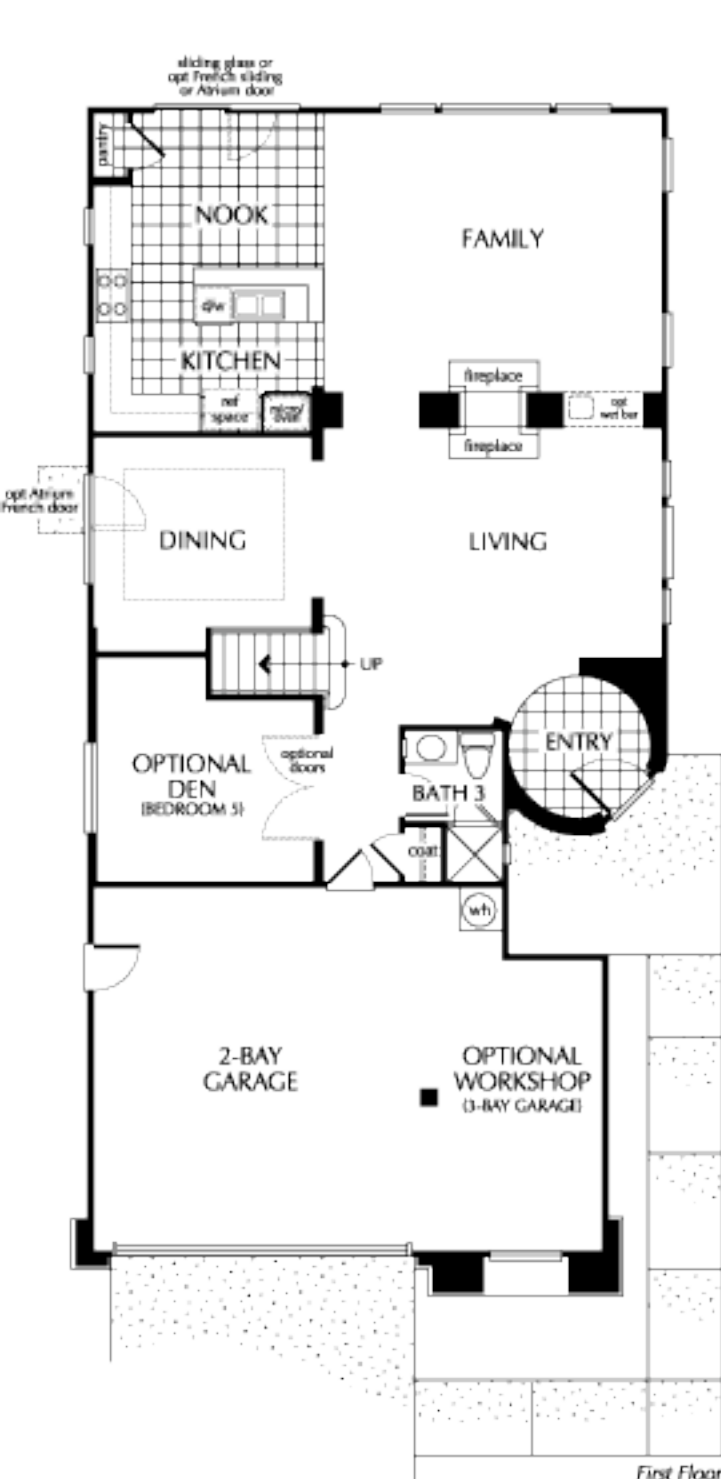 sliding glass or
opt French sliding
or Atrium door
pantry
NOOK
FAMILY
d/w
KITCHEN
fireplace
ref
space
micro/
oven
opt
wet bar
fireplace
opt Atrium
French door
DINING
LIVING
UP
ENTRY
optional
doors
OPTIONAL
DEN
(BEDROOM 5)
BATH 3
coat
wh
2-BAY
GARAGE
OPTIONAL
WORKSHOP
(3-BAY GARAGE)
First Floor